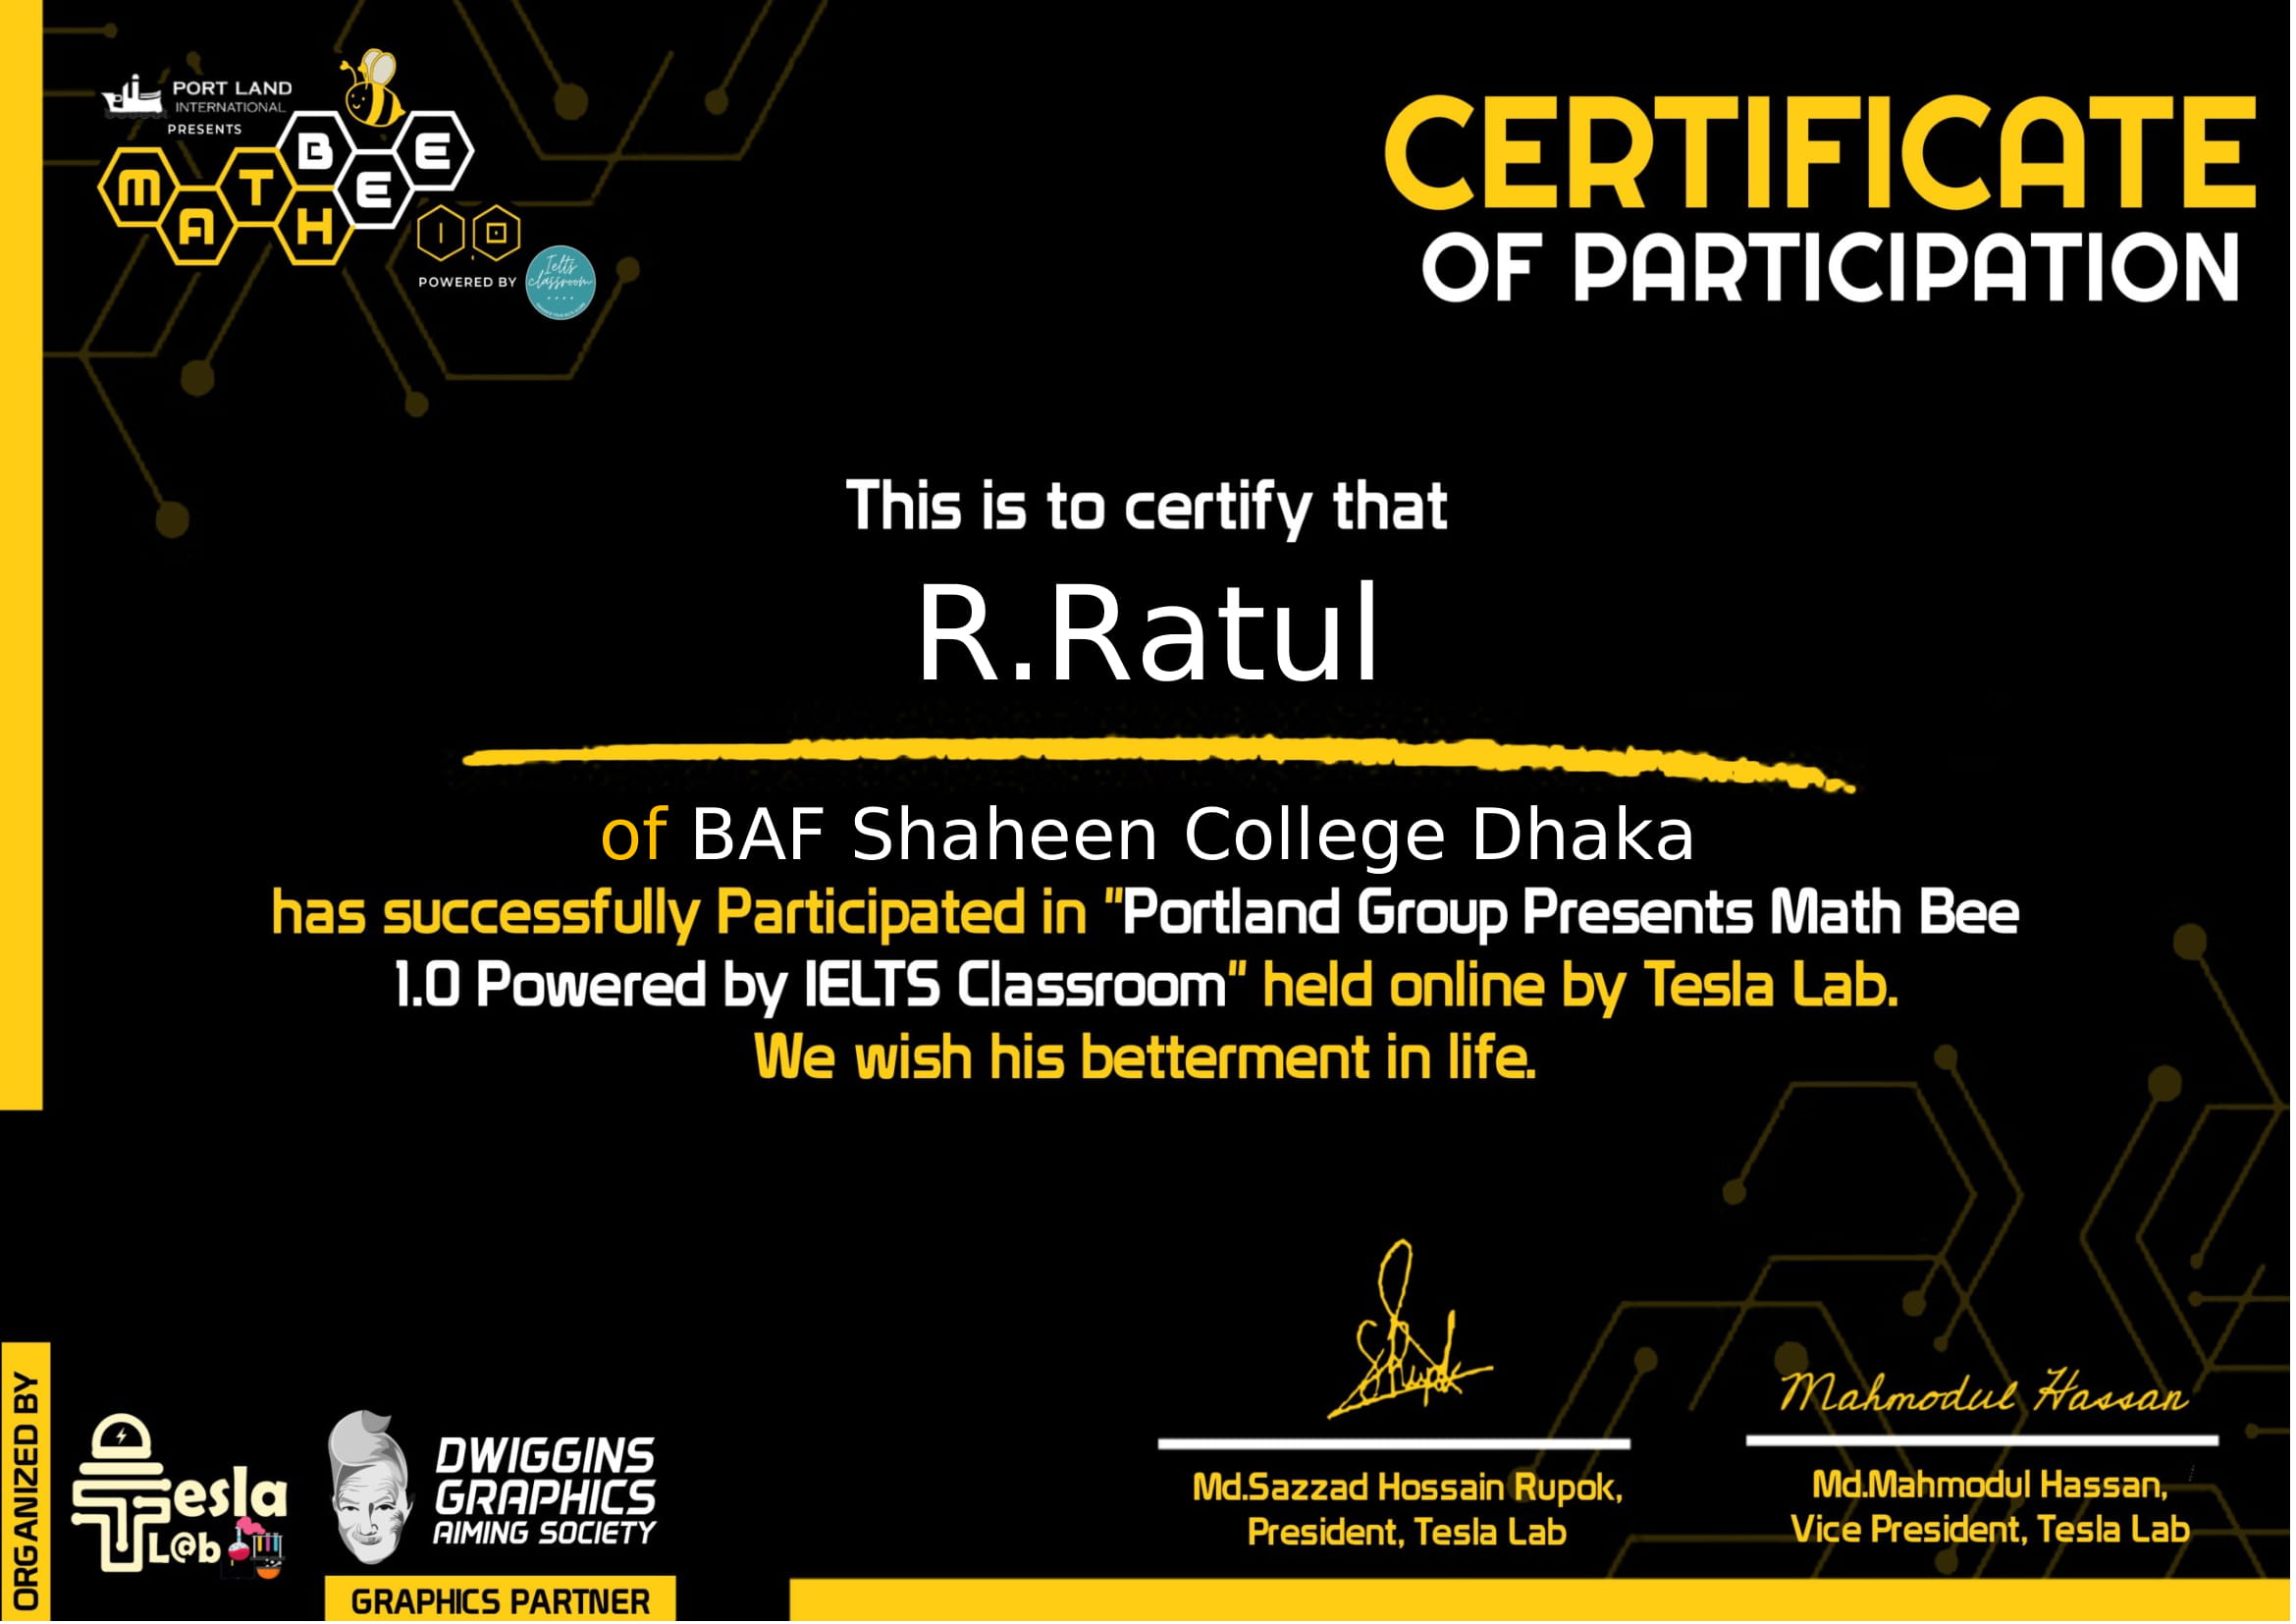 PORT LAND
INTERNATIONAL
PRESENTS
MATH BEE
1.0
POWERED BY
Ielts
classroom
CERTIFICATE
OF PARTICIPATION
This is to certify that
R.Ratul
of BAF Shaheen College Dhaka
has successfully Participated in "Portland Group Presents Math Bee
1.0 Powered by IELTS Classroom" held online by Tesla Lab.
We wish his betterment in life.
ORGANIZED BY
Tesla
L@b
DWIGGINS
GRAPHICS
AIMING SOCIETY
GRAPHICS PARTNER
SRupok
Md.Sazzad Hossain Rupok,
President, Tesla Lab
Mahmodul Hassan
Md.Mahmodul Hassan,
Vice President, Tesla Lab